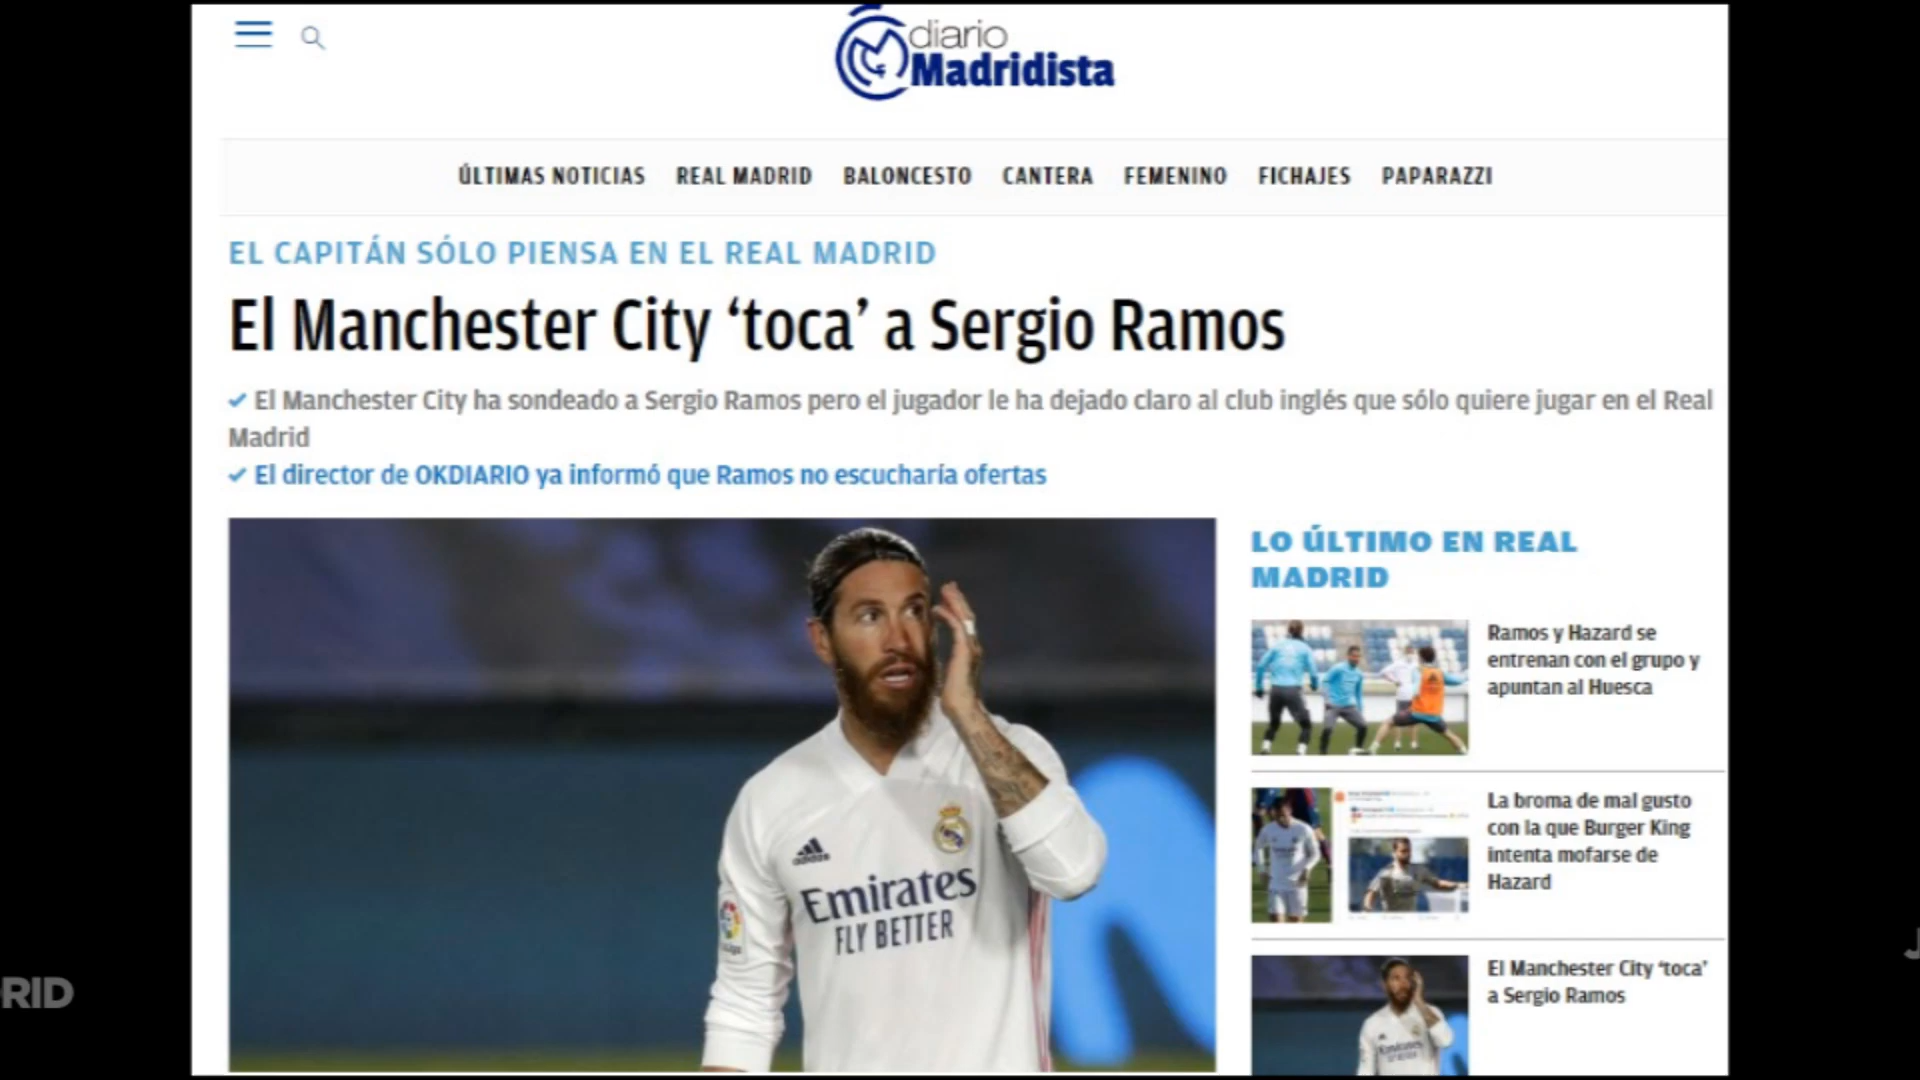 diario
Madridista
ÚLTIMAS NOTICIAS REAL MADRID BALONCESTO CANTERA FEMENINO FICHAJES PAPARAZZI
EL CAPITÁN SÓLO PIENSA EN EL REAL MADRID
El Manchester City ‘toca’ a Sergio Ramos
El Manchester City ha sondeado a Sergio Ramos pero el jugador le ha dejado claro al club inglés que sólo quiere jugar en el Real
Madrid
El director de OKDIARIO ya informó que Ramos no escucharía ofertas
LO ÚLTIMO EN REAL
MADRID
Ramos y Hazard se
entrenan con el grupo y
apuntan al Huesca
La broma de mal gusto
con la que Burger King
intenta mofarse de
Hazard
El Manchester City ‘toca’
a Sergio Ramos
adidas
Emirates
FLY BETTER
Emirates
RID